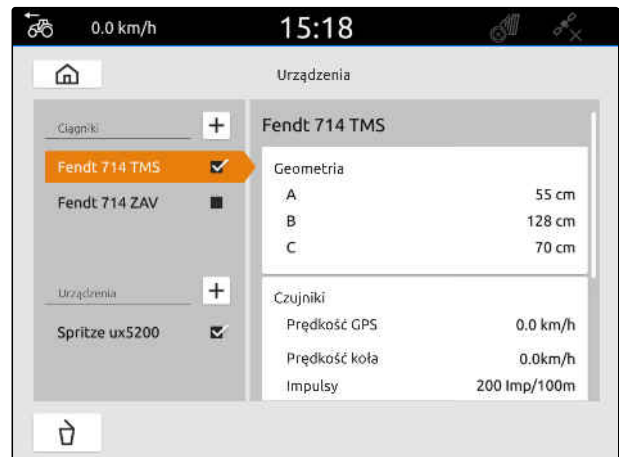 0.0 km/h
15:18
Urządzenia
Ciągniki
Fendt 714 TMS
Fendt 714 ZAV
Urządzenia
Spritze ux5200
Fendt 714 TMS
Geometria
A 55 cm
B 128 cm
C 70 cm
Czujniki
Prędkość GPS 0.0 km/h
Prędkość koła 0.0km/h
Impulsy 200 Imp/100m